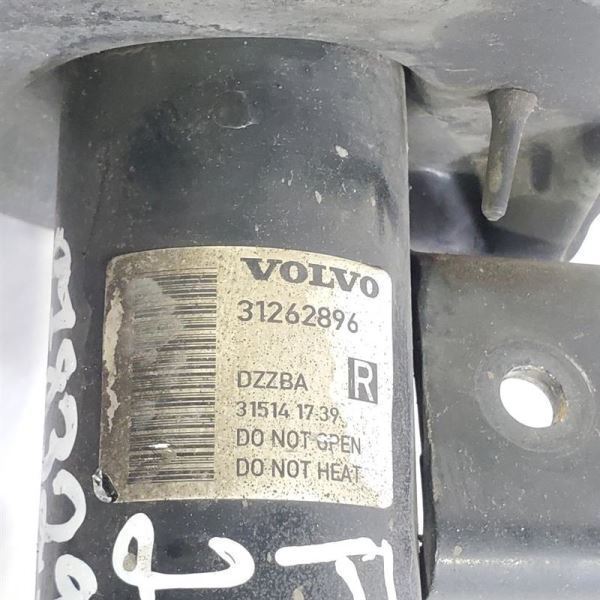 VOLVO
31262896
DZZBA R
31514 17 39
DO NOT OPEN
DO NOT HEAT